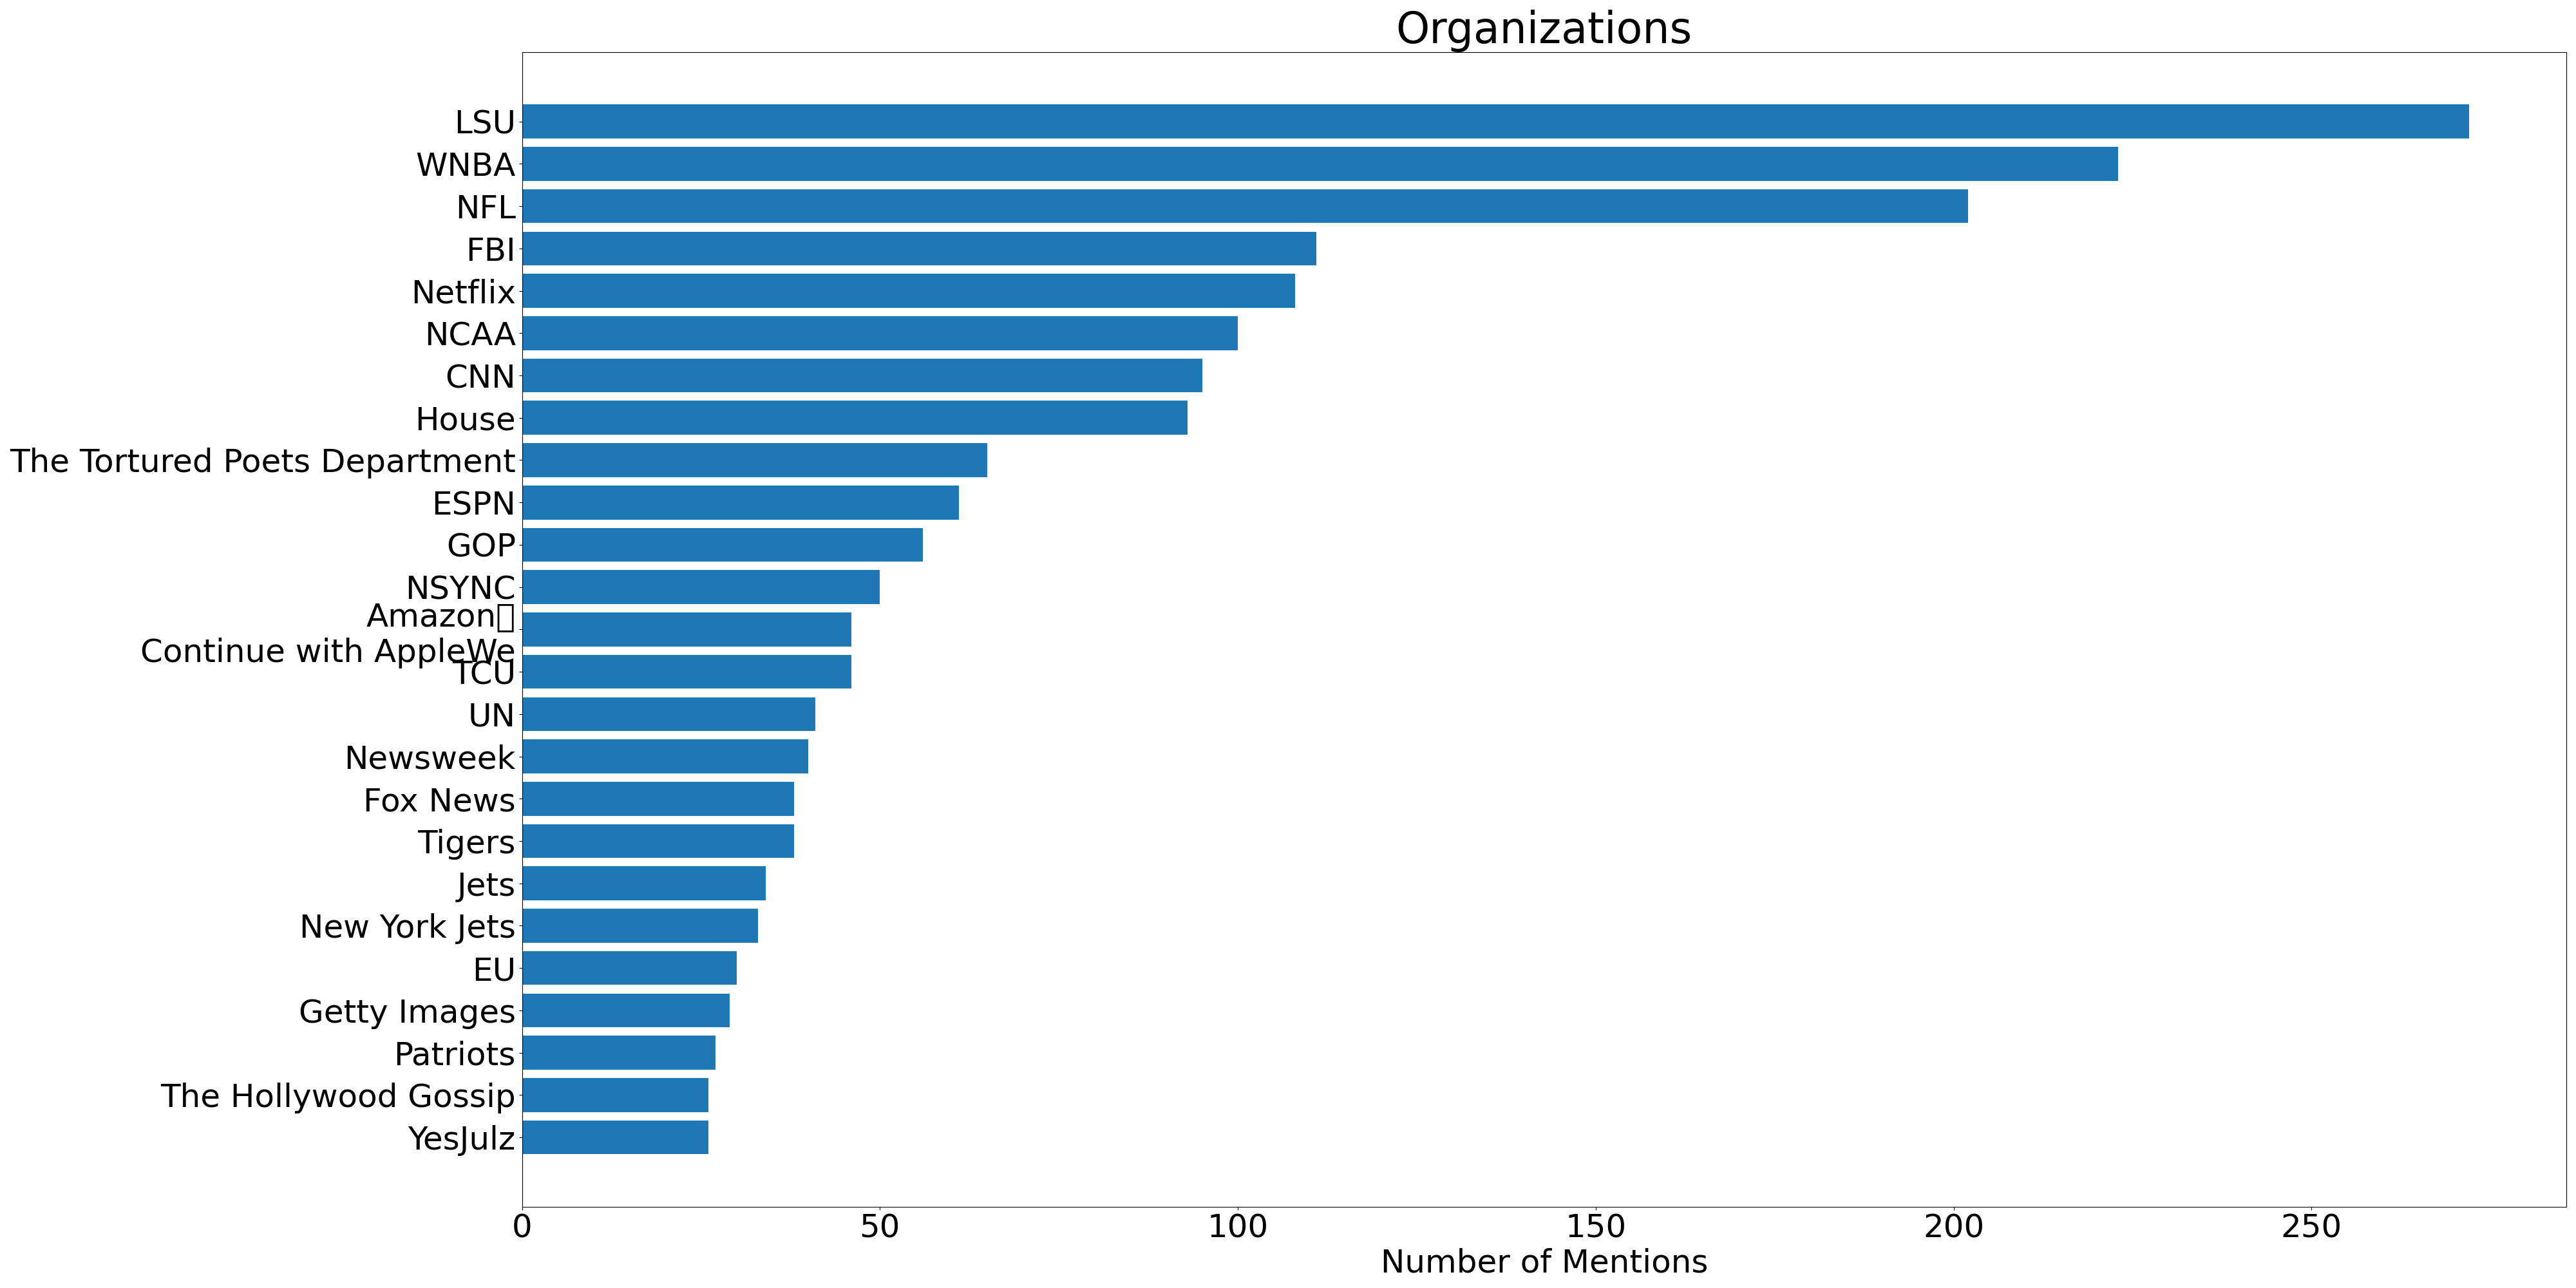 Organizations
LSU
WNBA
NFL
FBI
Netflix
NCAA
CNN
House
The Tortured Poets Department
ESPN
GOP
NSYNC
Amazon▯
Continue with AppleWe
TCU
UN
Newsweek
Fox News
Tigers
Jets
New York Jets
EU
Getty Images
Patriots
The Hollywood Gossip
YesJulz
0 50 100 150 200 250
Number of Mentions